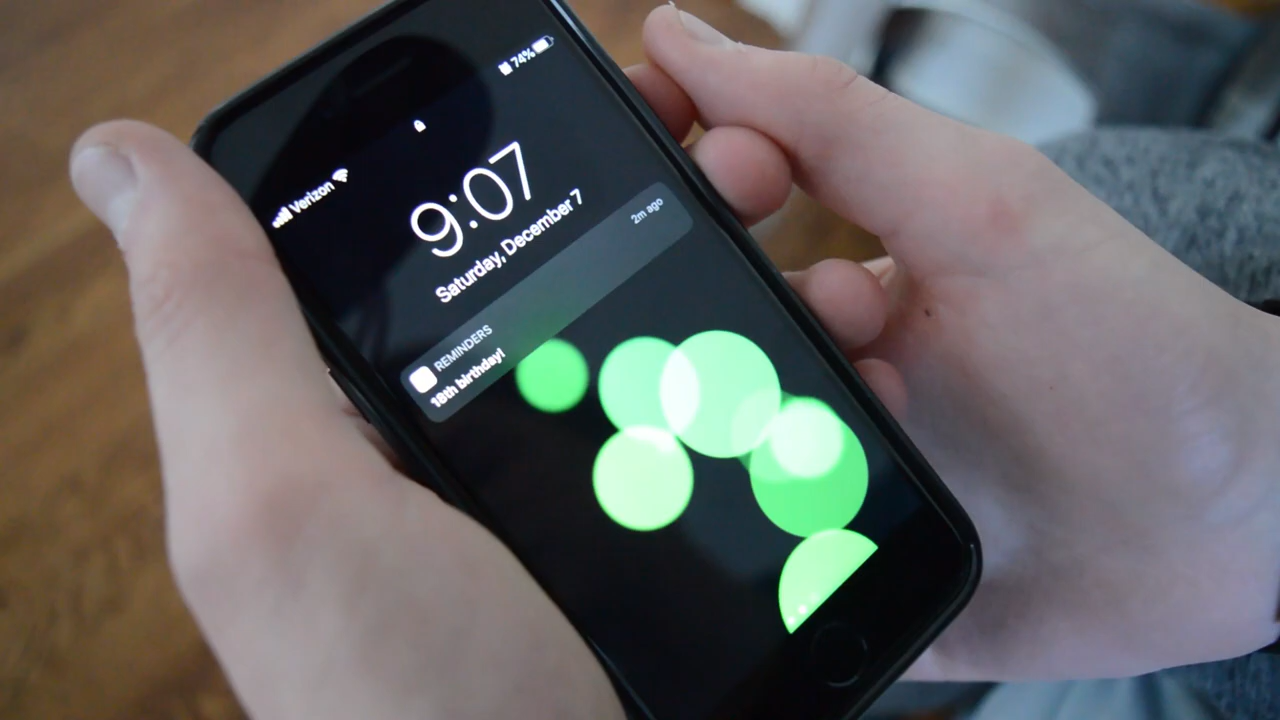 Verizon 74%
9:07
Saturday, December 7
REMINDERS 2m ago
18th birthday!